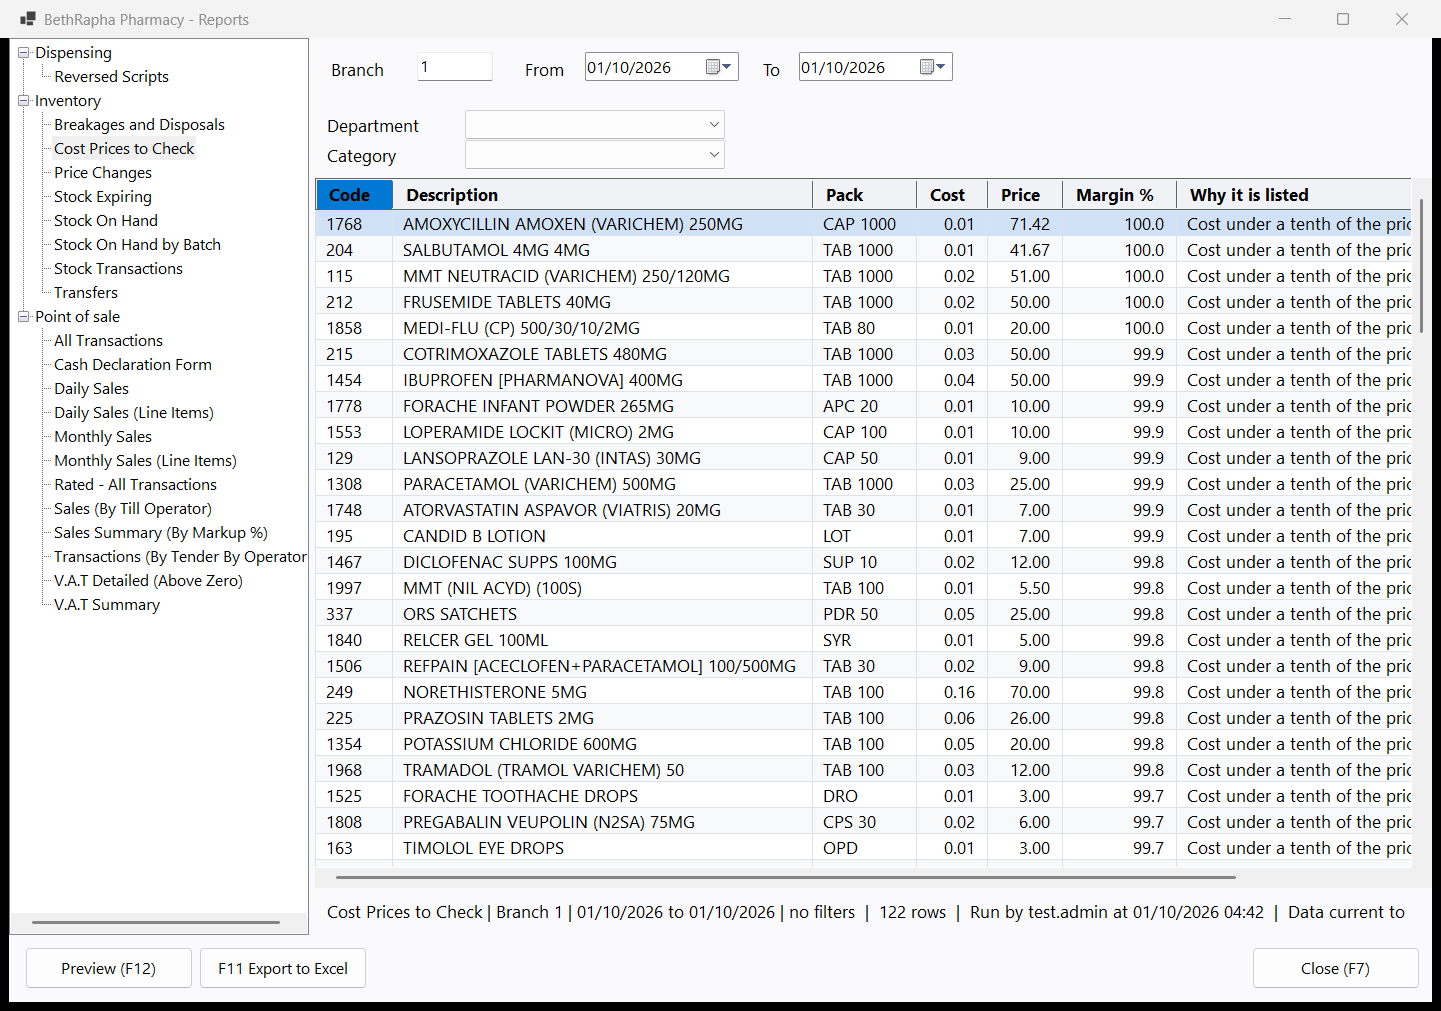 BethRapha Pharmacy - Reports
Dispensing
Reversed Scripts
Inventory
Breakages and Disposals
Cost Prices to Check
Price Changes
Stock Expiring
Stock On Hand
Stock On Hand by Batch
Stock Transactions
Transfers
Point of sale
All Transactions
Cash Declaration Form
Daily Sales
Daily Sales (Line Items)
Monthly Sales
Monthly Sales (Line Items)
Rated - All Transactions
Sales (By Till Operator)
Sales Summary (By Markup %)
Transactions (By Tender By Operator
V.A.T Detailed (Above Zero)
V.A.T Summary
Branch 1 From 01/10/2026 To 01/10/2026
Department
Category
Code Description Pack Cost Price Margin % Why it is listed
1768 AMOXYCILLIN AMOXEN (VARICHEM) 250MG CAP 1000 0.01 71.42 100.0 Cost under a tenth of the pric
204 SALBUTAMOL 4MG 4MG TAB 1000 0.01 41.67 100.0 Cost under a tenth of the pric
115 MMT NEUTRACID (VARICHEM) 250/120MG TAB 1000 0.02 51.00 100.0 Cost under a tenth of the pric
212 FRUSEMIDE TABLETS 40MG TAB 1000 0.02 50.00 100.0 Cost under a tenth of the pric
1858 MEDI-FLU (CP) 500/30/10/2MG TAB 80 0.01 20.00 100.0 Cost under a tenth of the pric
215 COTRIMOXAZOLE TABLETS 480MG TAB 1000 0.03 50.00 99.9 Cost under a tenth of the pric
1454 IBUPROFEN [PHARMANOVA] 400MG TAB 1000 0.04 50.00 99.9 Cost under a tenth of the pric
1778 FORACHE INFANT POWDER 265MG APC 20 0.01 10.00 99.9 Cost under a tenth of the pric
1553 LOPERAMIDE LOCKIT (MICRO) 2MG CAP 100 0.01 10.00 99.9 Cost under a tenth of the pric
129 LANSOPRAZOLE LAN-30 (INTAS) 30MG CAP 50 0.01 9.00 99.9 Cost under a tenth of the pric
1308 PARACETAMOL (VARICHEM) 500MG TAB 1000 0.03 25.00 99.9 Cost under a tenth of the pric
1748 ATORVASTATIN ASPAVOR (VIATRIS) 20MG TAB 30 0.01 7.00 99.9 Cost under a tenth of the pric
195 CANDID B LOTION LOT 0.01 7.00 99.9 Cost under a tenth of the pric
1467 DICLOFENAC SUPPS 100MG SUP 10 0.02 12.00 99.8 Cost under a tenth of the pric
1997 MMT (NIL ACYD) (100S) TAB 100 0.01 5.50 99.8 Cost under a tenth of the pric
337 ORS SATCHETS PDR 50 0.05 25.00 99.8 Cost under a tenth of the pric
1840 RELCER GEL 100ML SYR 0.01 5.00 99.8 Cost under a tenth of the pric
1506 REFPAIN [ACECLOFEN+PARACETAMOL] 100/500MG TAB 30 0.02 9.00 99.8 Cost under a tenth of the pric
249 NORETHISTERONE 5MG TAB 100 0.16 70.00 99.8 Cost under a tenth of the pric
225 PRAZOSIN TABLETS 2MG TAB 100 0.06 26.00 99.8 Cost under a tenth of the pric
1354 POTASSIUM CHLORIDE 600MG TAB 100 0.05 20.00 99.8 Cost under a tenth of the pric
1968 TRAMADOL (TRAMOL VARICHEM) 50 TAB 100 0.03 12.00 99.8 Cost under a tenth of the pric
1525 FORACHE TOOTHACHE DROPS DRO 0.01 3.00 99.7 Cost under a tenth of the pric
1808 PREGABALIN VEUPOLIN (N2SA) 75MG CPS 30 0.02 6.00 99.7 Cost under a tenth of the pric
163 TIMOLOL EYE DROPS OPD 0.01 3.00 99.7 Cost under a tenth of the pric
Cost Prices to Check | Branch 1 | 01/10/2026 to 01/10/2026 | no filters | 122 rows | Run by test.admin at 01/10/2026 04:42 | Data current to
Preview (F12) F11 Export to Excel Close (F7)